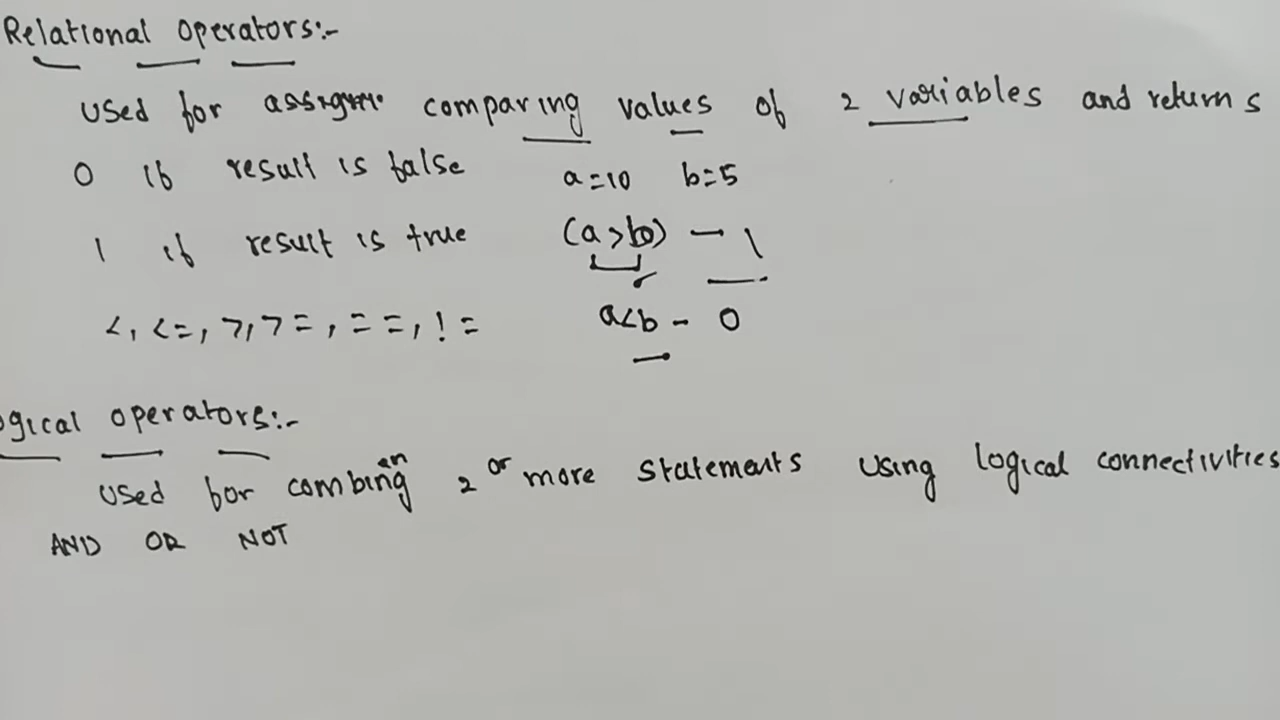 Relational operators:-
Used for comparing values of 2 variables and returns
0 if result is false a=10 b=5
1 if result is true (a>b) - 1
<, <=, >, >=, ==, != a<b - 0
ogical operators:-
Used for combing an 2 or more statements using logical connectivities
AND OR NOT